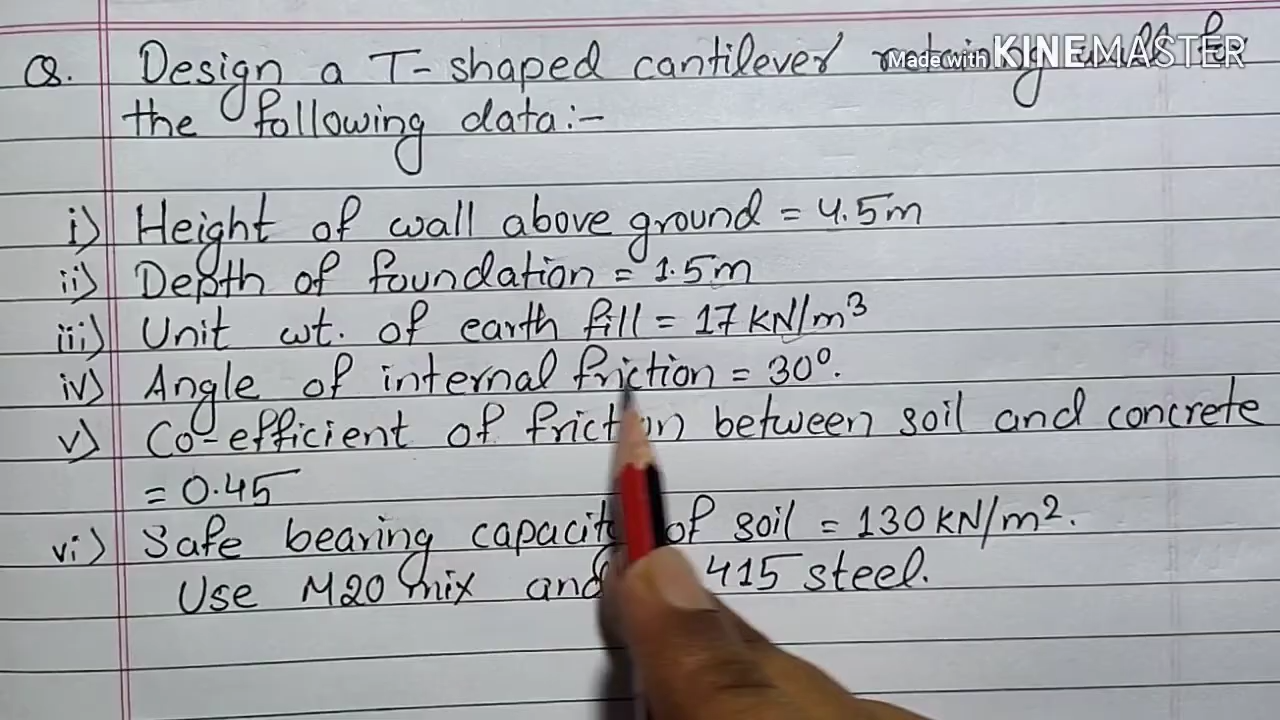 Made with KINEMASTER
Q. Design a T-shaped cantilever retaining wall for
the following data:-
i) Height of wall above ground = 4.5m
ii) Depth of foundation = 1.5m
iii) Unit wt. of earth fill = 17 KN/m³
iv) Angle of internal friction = 30°.
v) Co-efficient of friction between soil and concrete
= 0.45
vi) Safe bearing capacity of soil = 130 KN/m².
Use M20 mix and 415 steel.